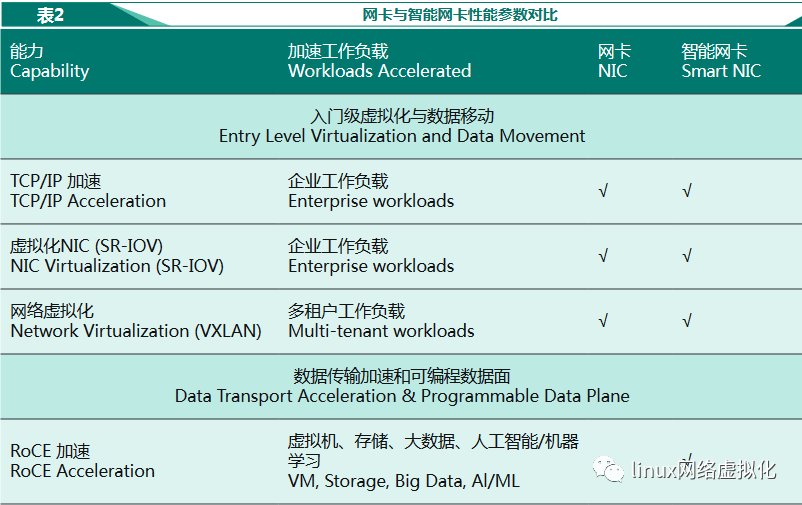 表2
网卡与智能网卡性能参数对比
能力
Capability
加速工作负载
Workloads Accelerated
网卡
NIC
智能网卡
Smart NIC
入门级虚拟化与数据移动
Entry Level Virtualization and Data Movement
TCP/IP 加速
TCP/IP Acceleration
企业工作负载
Enterprise workloads
√
√
虚拟化NIC (SR-IOV)
NIC Virtualization (SR-IOV)
企业工作负载
Enterprise workloads
√
√
网络虚拟化
Network Virtualization (VXLAN)
多租户工作负载
Multi-tenant workloads
√
√
数据传输加速和可编程数据面
Data Transport Acceleration & Programmable Data Plane
RoCE 加速
RoCE Acceleration
虚拟机、存储、大数据、人工智能/机器
学习
VM, Storage, Big Data, Al/ML
√
linux网络虚拟化